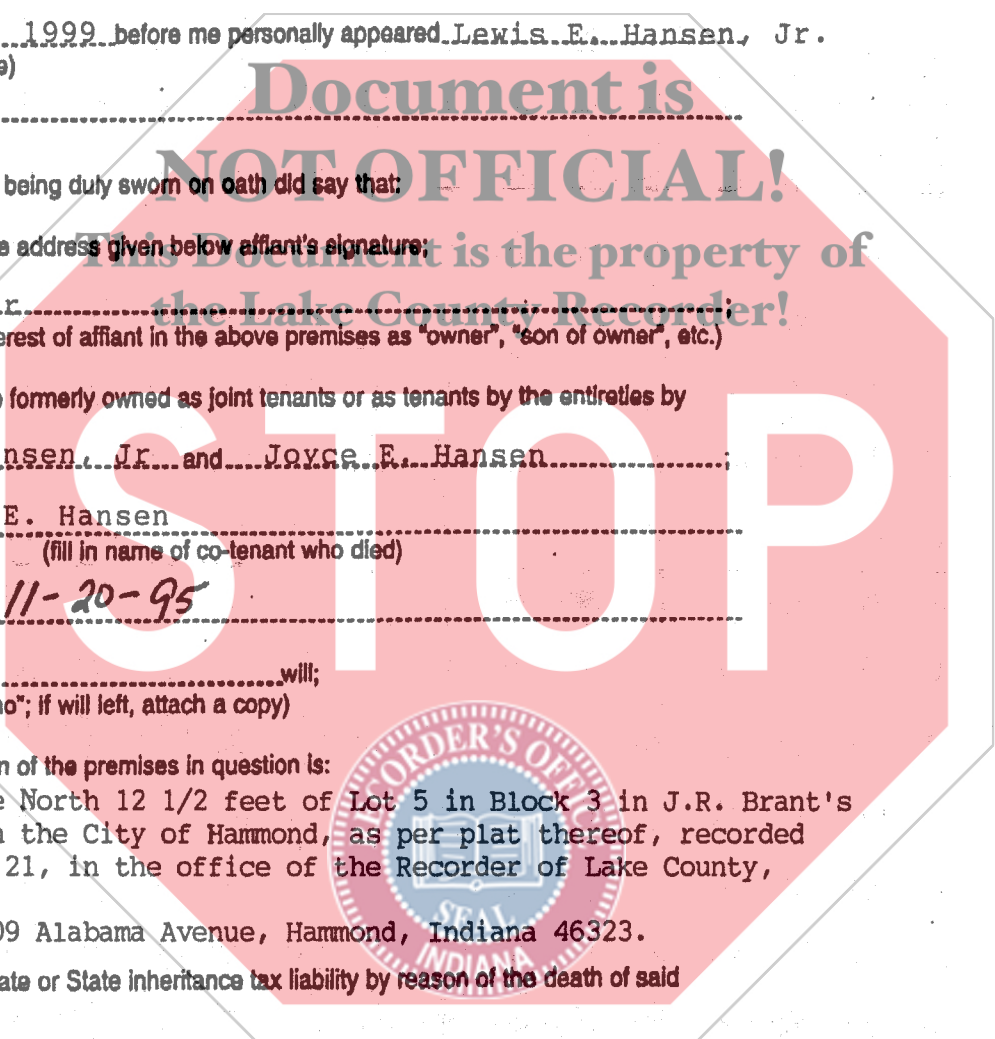 1999 before me personally appeared Lewis E. Hansen, Jr.
e)
Document is
NOT OFFICIAL!
being duly sworn on oath did say that:
e address given below affiant's signature;
This Document is the property of
r ;
the Lake County Recorder!
erest of affiant in the above premises as "owner", "son of owner", etc.)
formerly owned as joint tenants or as tenants by the entireties by
nsen, Jr and Joyce E. Hansen ;
STOP
E. Hansen
(fill in name of co-tenant who died)
11-20-95
will;
no"; if will left, attach a copy)
RECORDER'S OFFICE
n of the premises in question is:
e North 12 1/2 feet of Lot 5 in Block 3 in J.R. Brant's
n the City of Hammond, as per plat thereof, recorded
21, in the office of the Recorder of Lake County,
SEAL
09 Alabama Avenue, Hammond, Indiana 46323.
INDIANA
ate or State inheritance tax liability by reason of the death of said